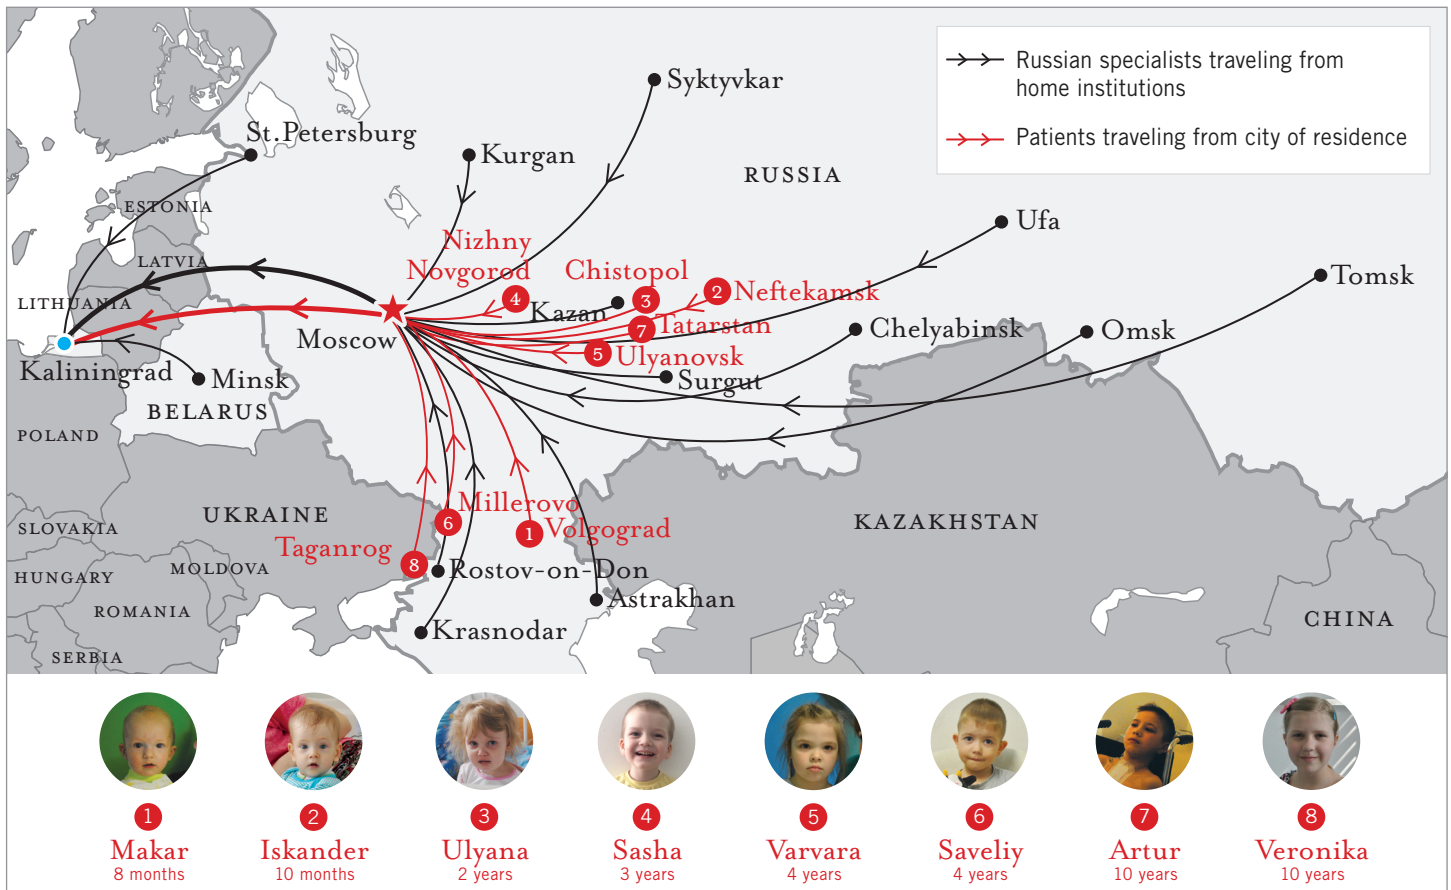 Russian specialists traveling from
home institutions
Patients traveling from city of residence
Syktyvkar
St.Petersburg
Kurgan
RUSSIA
ESTONIA
Ufa
Nizhny
Novgorod
LATVIA
Chistopol
Tomsk
4
3
2
Neftekamsk
LITHUANIA
Kazan
7
Tatarstan
Chelyabinsk
Omsk
Moscow
5
Ulyanovsk
Kaliningrad
Minsk
Surgut
BELARUS
POLAND
Millerovo
6
UKRAINE
KAZAKHSTAN
SLOVAKIA
1
Volgograd
Taganrog
8
MOLDOVA
Rostov-on-Don
HUNGARY
Astrakhan
ROMANIA
CHINA
Krasnodar
SERBIA
1
2
3
4
5
6
7
8
Makar
Iskander
Ulyana
Sasha
Varvara
Saveliy
Artur
Veronika
8 months
10 months
2 years
3 years
4 years
4 years
10 years
10 years